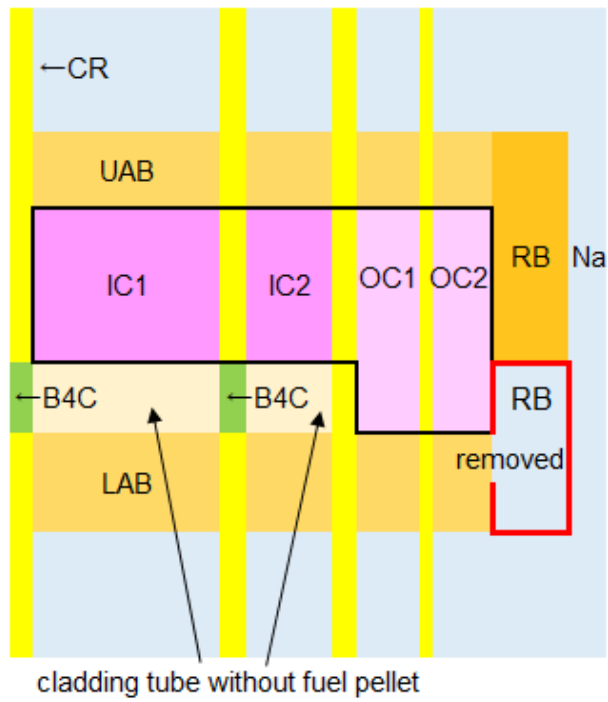 ←CR
UAB
IC1
IC2
OC1
OC2
RB
Na
←B4C
←B4C
RB
removed
LAB
cladding tube without fuel pellet